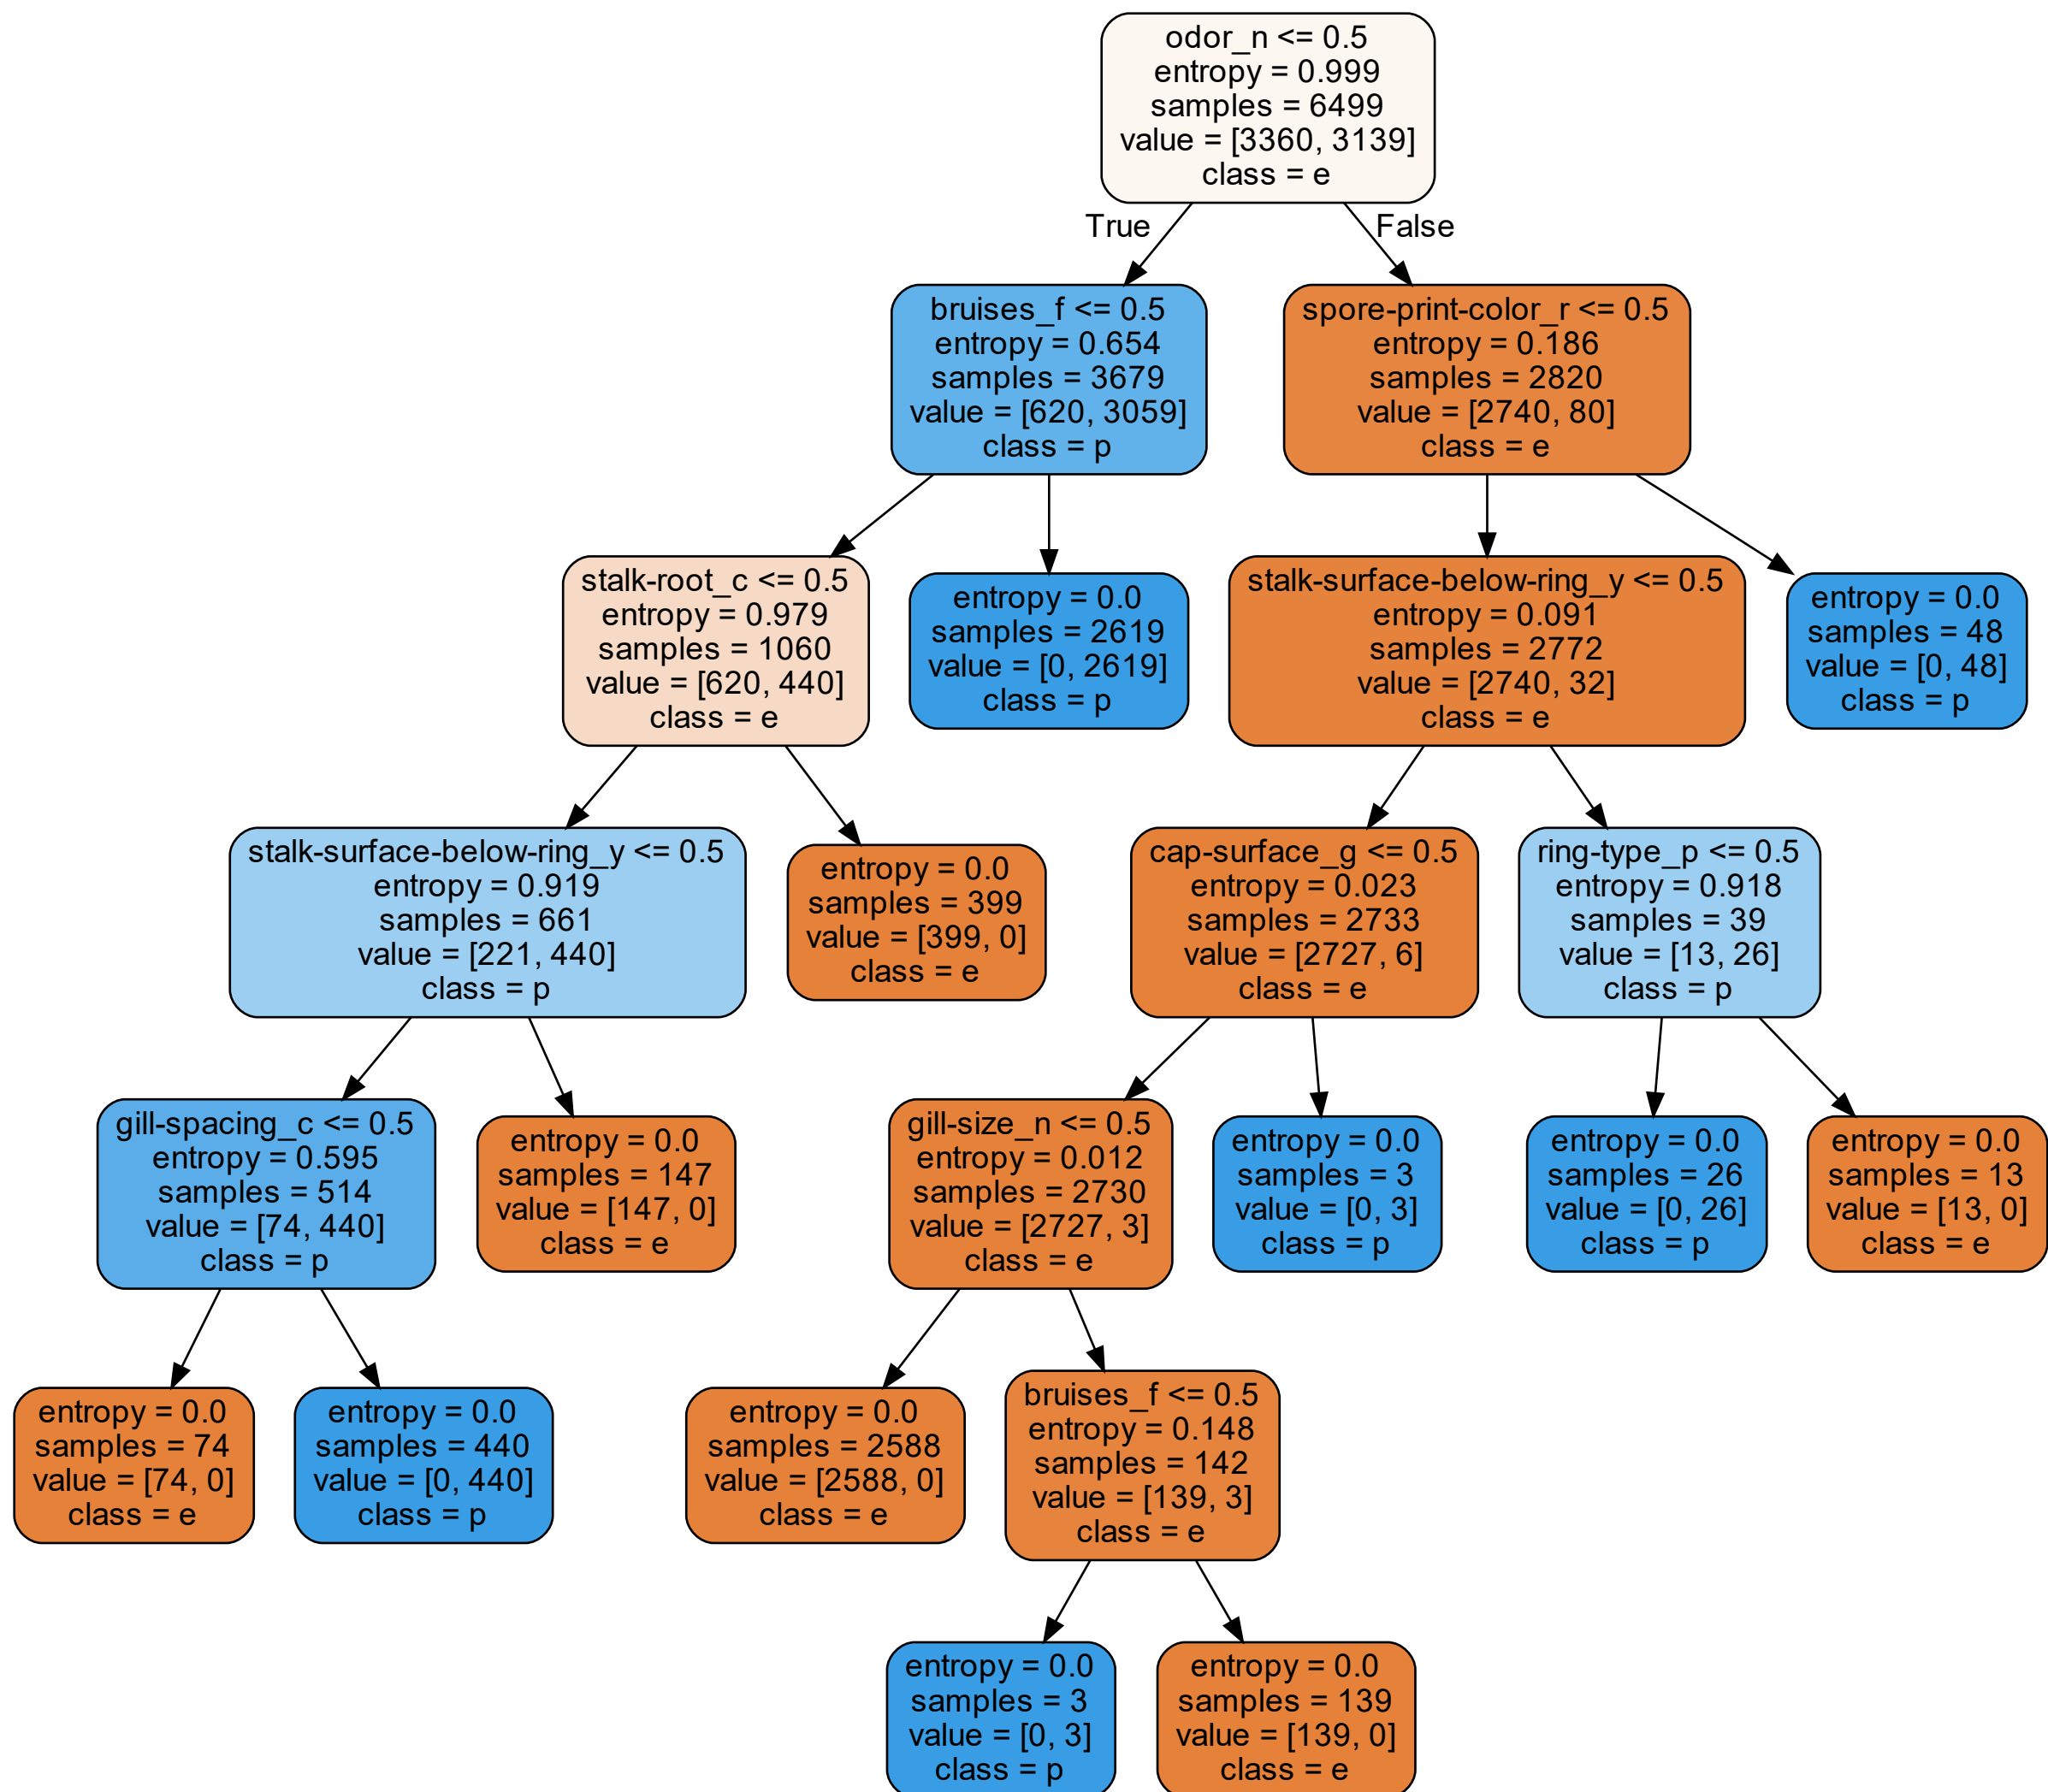 odor_n <= 0.5
entropy = 0.999
samples = 6499
value = [3360, 3139]
class = e
True
False
bruises_f <= 0.5
entropy = 0.654
samples = 3679
value = [620, 3059]
class = p
spore-print-color_r <= 0.5
entropy = 0.186
samples = 2820
value = [2740, 80]
class = e
stalk-root_c <= 0.5
entropy = 0.979
samples = 1060
value = [620, 440]
class = e
entropy = 0.0
samples = 2619
value = [0, 2619]
class = p
stalk-surface-below-ring_y <= 0.5
entropy = 0.091
samples = 2772
value = [2740, 32]
class = e
entropy = 0.0
samples = 48
value = [0, 48]
class = p
stalk-surface-below-ring_y <= 0.5
entropy = 0.919
samples = 661
value = [221, 440]
class = p
entropy = 0.0
samples = 399
value = [399, 0]
class = e
cap-surface_g <= 0.5
entropy = 0.023
samples = 2733
value = [2727, 6]
class = e
ring-type_p <= 0.5
entropy = 0.918
samples = 39
value = [13, 26]
class = p
gill-spacing_c <= 0.5
entropy = 0.595
samples = 514
value = [74, 440]
class = p
entropy = 0.0
samples = 147
value = [147, 0]
class = e
gill-size_n <= 0.5
entropy = 0.012
samples = 2730
value = [2727, 3]
class = e
entropy = 0.0
samples = 3
value = [0, 3]
class = p
entropy = 0.0
samples = 26
value = [0, 26]
class = p
entropy = 0.0
samples = 13
value = [13, 0]
class = e
entropy = 0.0
samples = 74
value = [74, 0]
class = e
entropy = 0.0
samples = 440
value = [0, 440]
class = p
entropy = 0.0
samples = 2588
value = [2588, 0]
class = e
bruises_f <= 0.5
entropy = 0.148
samples = 142
value = [139, 3]
class = e
entropy = 0.0
samples = 3
value = [0, 3]
class = p
entropy = 0.0
samples = 139
value = [139, 0]
class = e